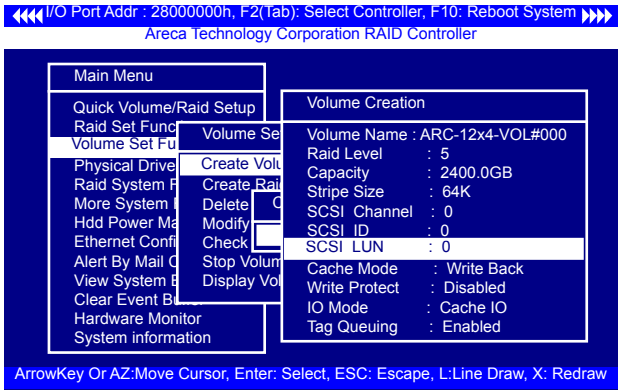 I/O Port Addr : 28000000h, F2(Tab): Select Controller, F10: Reboot System
Areca Technology Corporation RAID Controller
Main Menu
Quick Volume/Raid Setup
Raid Set Func
Volume Set Fu
Physical Drive
Raid System F
More System
Hdd Power Ma
Ethernet Confi
Alert By Mail C
View System E
Clear Event Buffer
Hardware Monitor
System information
Volume Se
Create Volu
Create Rai
Delete
Modify
Check
Stop Volum
Display Vol
C
Volume Creation
Volume Name : ARC-12x4-VOL#000
Raid Level : 5
Capacity : 2400.0GB
Stripe Size : 64K
SCSI Channel : 0
SCSI ID : 0
SCSI LUN : 0
Cache Mode : Write Back
Write Protect : Disabled
IO Mode : Cache IO
Tag Queuing : Enabled
ArrowKey Or AZ:Move Cursor, Enter: Select, ESC: Escape, L:Line Draw, X: Redraw